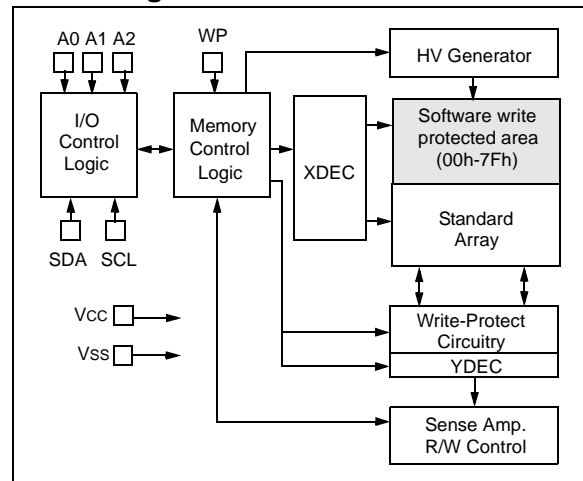 A0 A1 A2
WP
HV Generator
I/O
Control
Logic
Memory
Control
Logic
XDEC
Software write
protected area
(00h-7Fh)
Standard
Array
SDA SCL
VCC
VSS
Write-Protect
Circuitry
YDEC
Sense Amp.
R/W Control